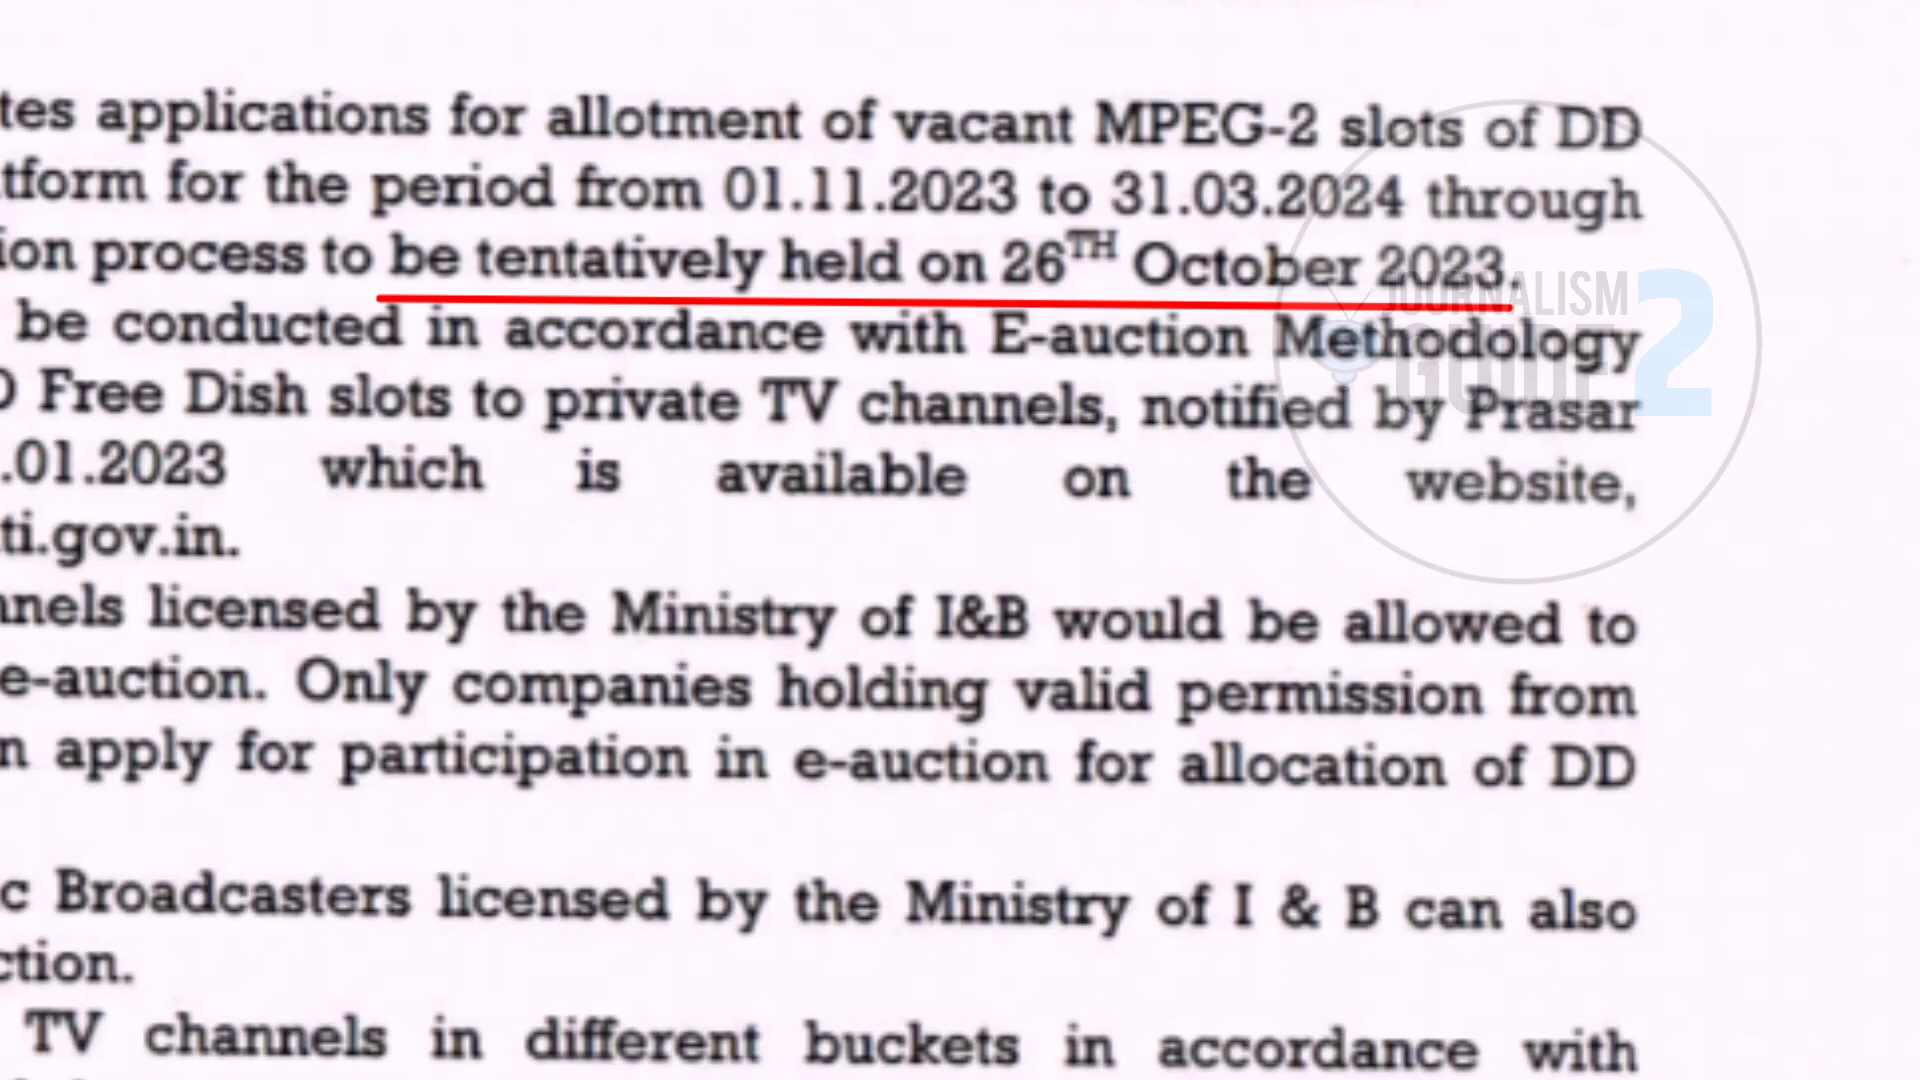 tes applications for allotment of vacant MPEG-2 slots of DD
tform for the period from 01.11.2023 to 31.03.2024 through
ion process to be tentatively held on 26TH October 2023.
be conducted in accordance with E-auction Methodology
D Free Dish slots to private TV channels, notified by Prasar
.01.2023 which is available on the website,
ti.gov.in.
nnels licensed by the Ministry of I&B would be allowed to
e-auction. Only companies holding valid permission from
n apply for participation in e-auction for allocation of DD
c Broadcasters licensed by the Ministry of I & B can also
ction.
TV channels in different buckets in accordance with
JOURNALISM
GUIDE 2